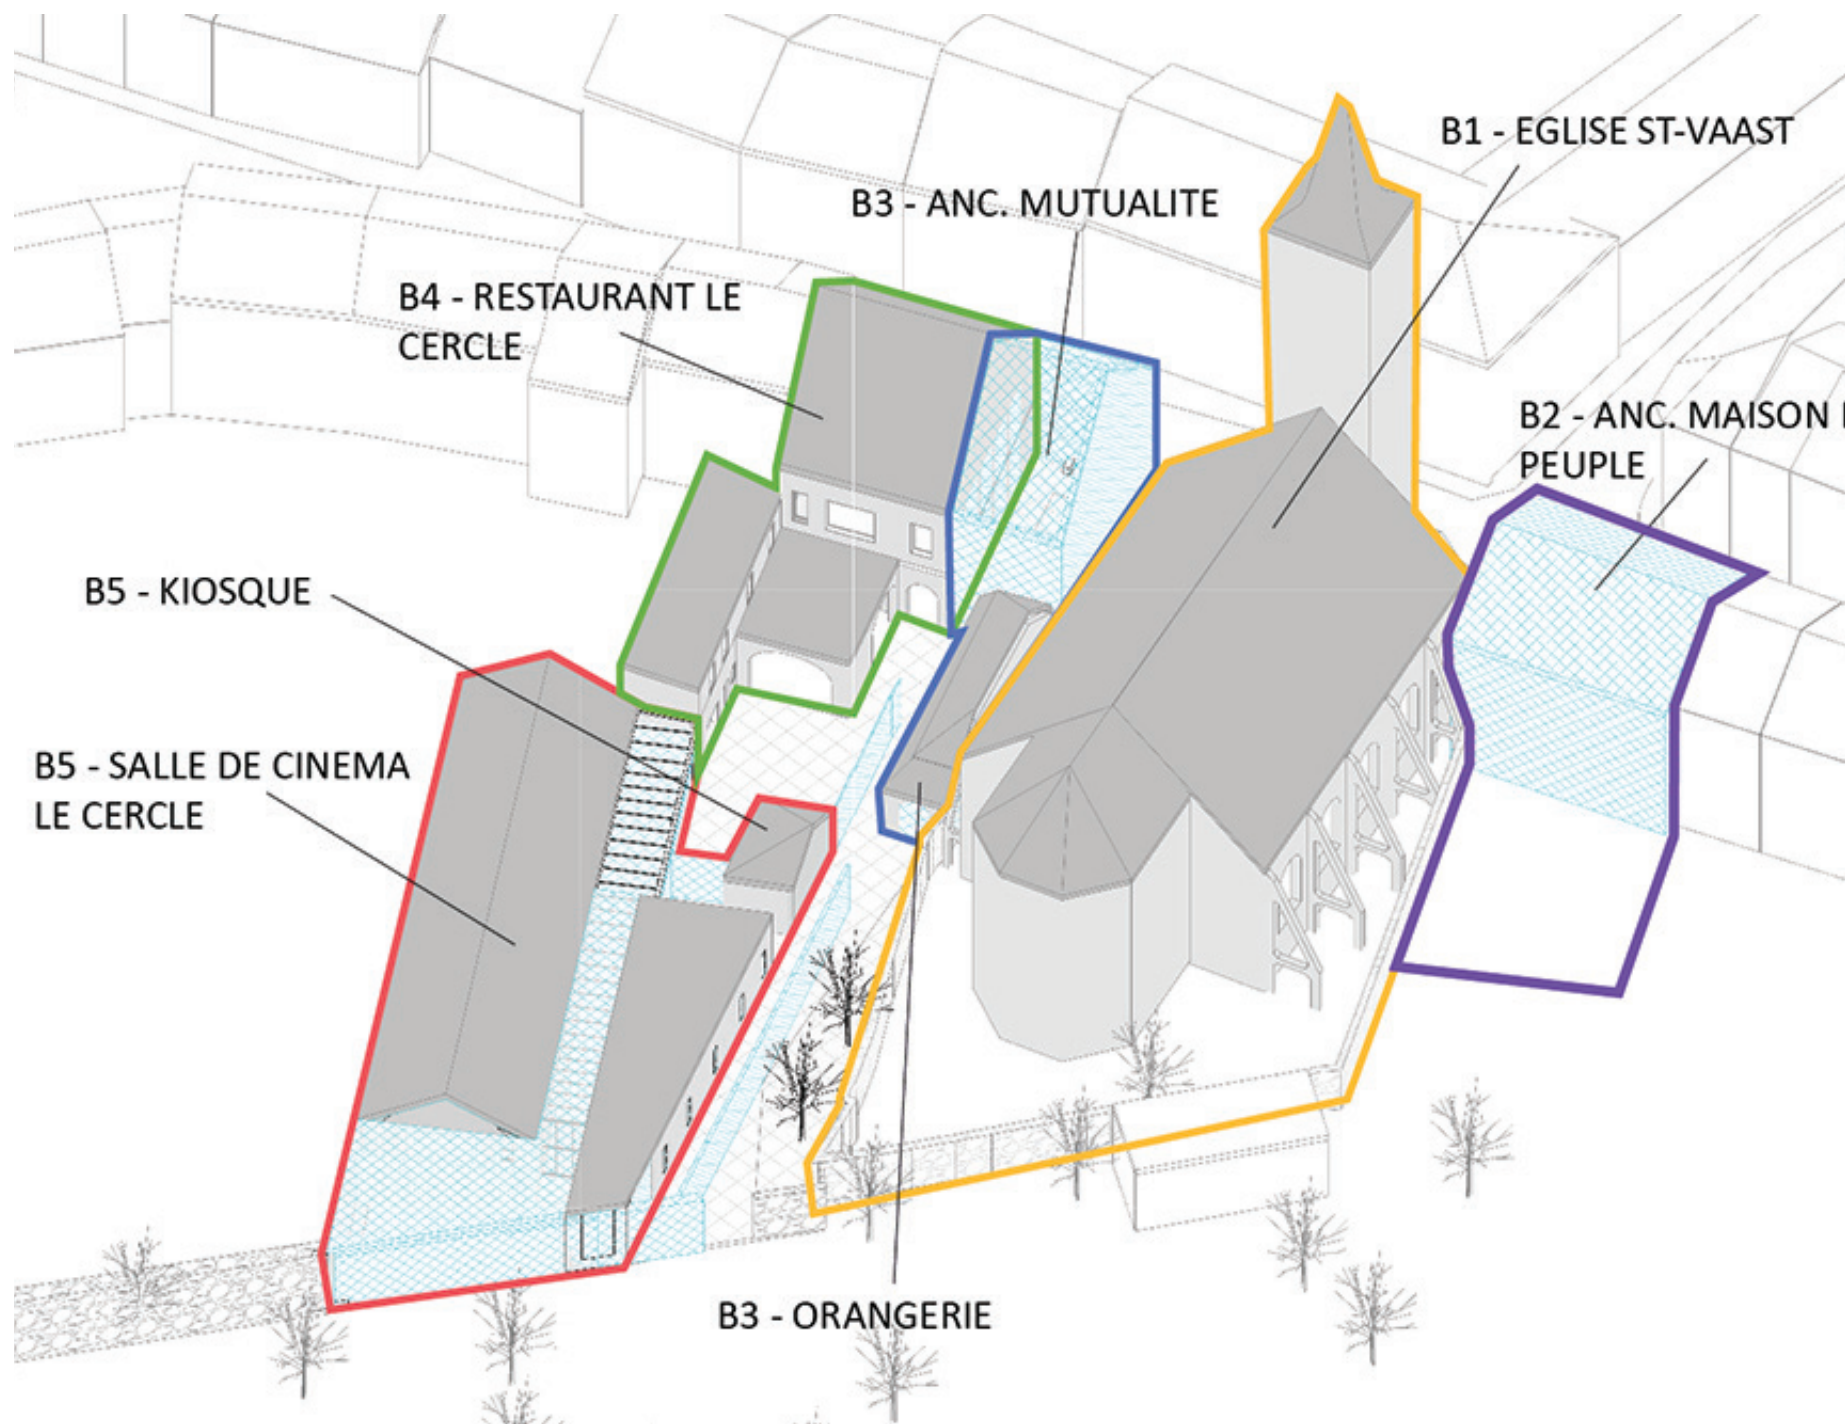 B1 - EGLISE ST-VAAST
B3 - ANC. MUTUALITE
B4 - RESTAURANT LE
CERCLE
B2 - ANC. MAISON
PEUPLE
B5 - KIOSQUE
B5 - SALLE DE CINEMA
LE CERCLE
B3 - ORANGERIE